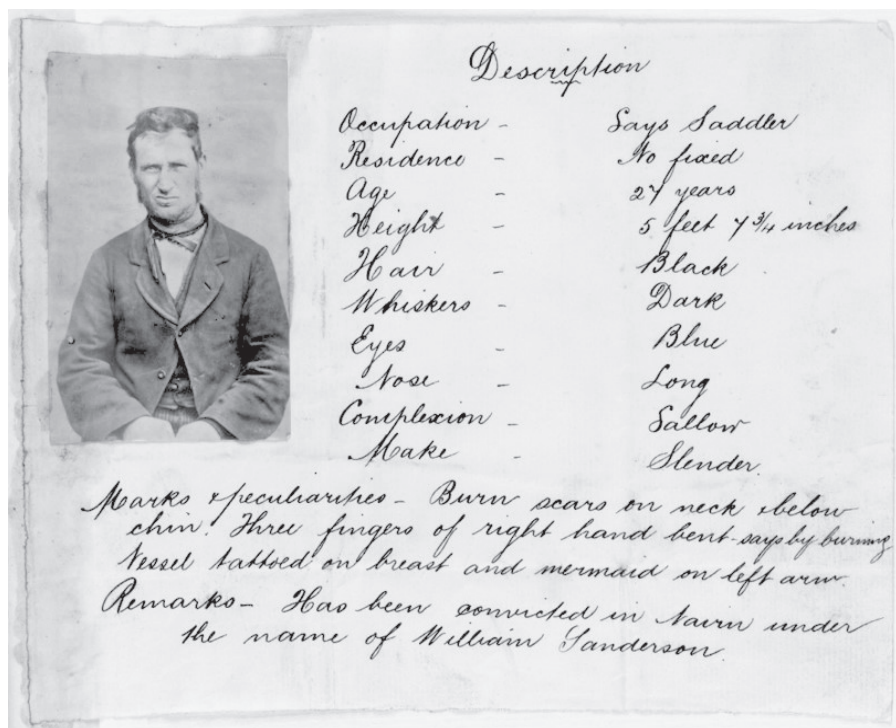 Description
Occupation - Says Saddler
Residence - No fixed
Age - 27 years
Height - 5 feet 7 3/4 inches
Hair - Black
Whiskers - Dark
Eyes - Blue
Nose - Long
Complexion - Sallow
Make - Slender.
Marks & peculiarities - Burn scars on neck & below
chin. Three fingers of right hand bent - says by burning
Vessel tattoed on breast and mermaid on left arm.
Remarks - Has been convicted in Nairn under
the name of William Sanderson.